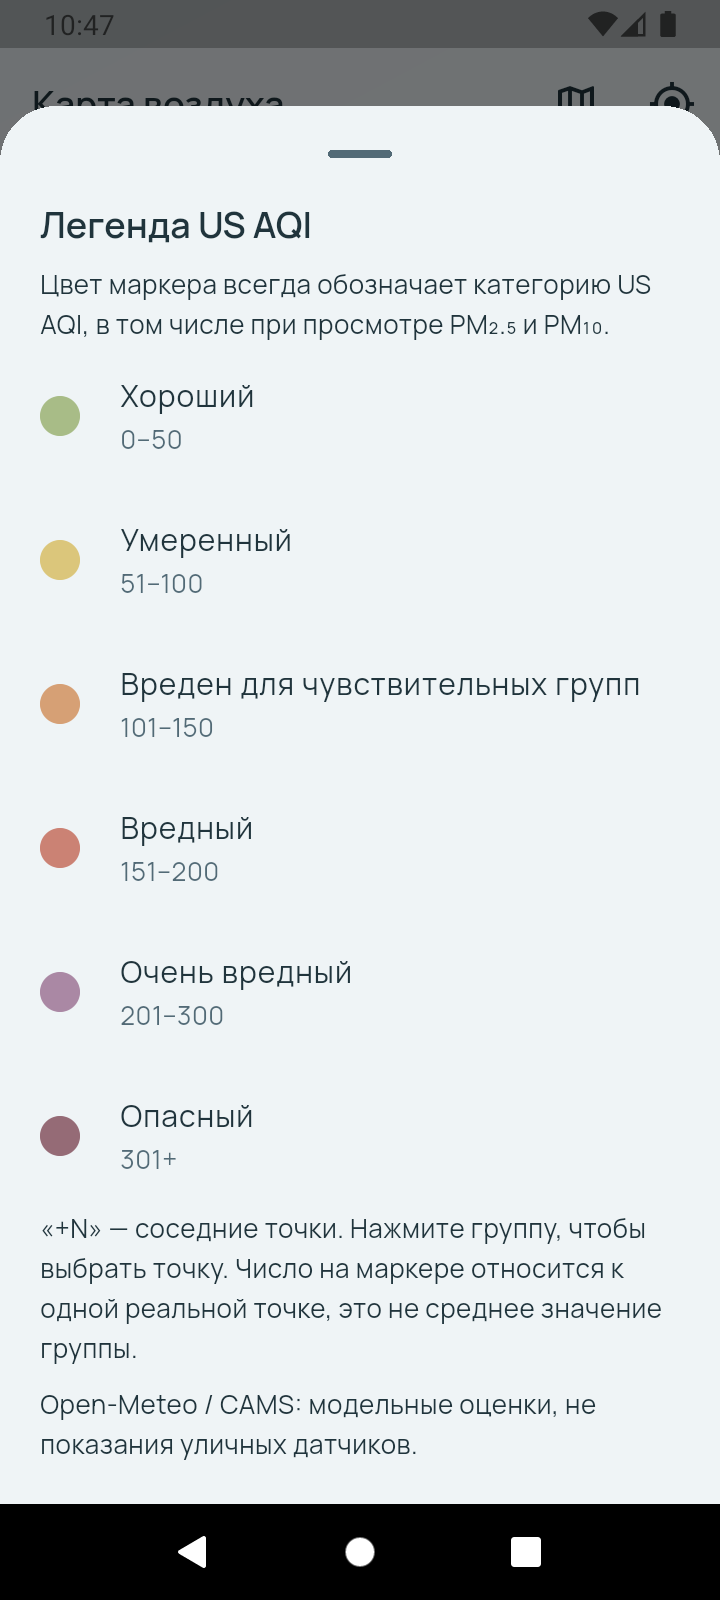 10:47
Карта воздуха
Легенда US AQI
Цвет маркера всегда обозначает категорию US
AQI, в том числе при просмотре PM₂.₅ и PM₁₀.
Хороший
0–50
Умеренный
51–100
Вреден для чувствительных групп
101–150
Вредный
151–200
Очень вредный
201–300
Опасный
301+
«+N» — соседние точки. Нажмите группу, чтобы
выбрать точку. Число на маркере относится к
одной реальной точке, это не среднее значение
группы.
Open-Meteo / CAMS: модельные оценки, не
показания уличных датчиков.